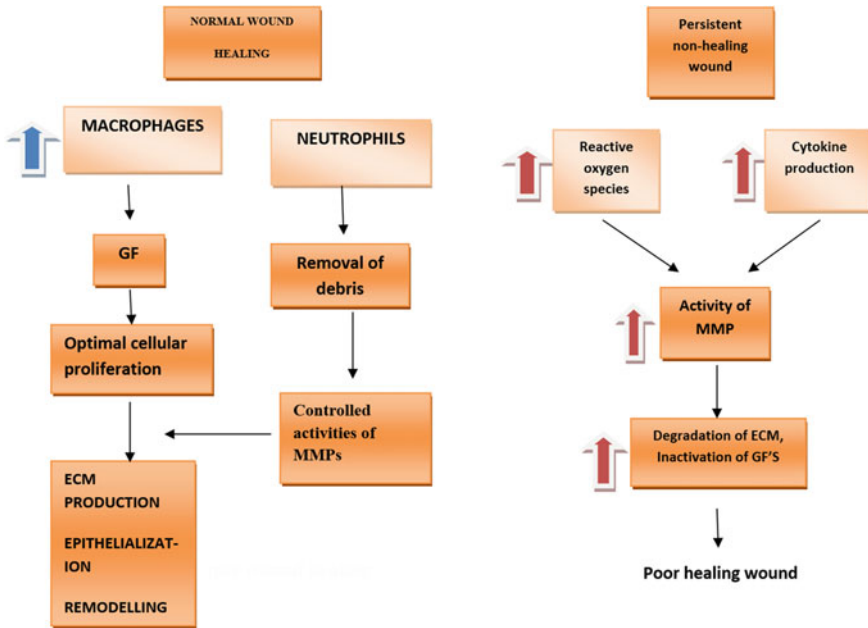 NORMAL WOUND
HEALING
MACROPHAGES
NEUTROPHILS
GF
Removal of
debris
Optimal cellular
proliferation
Controlled
activities of
MMPs
ECM
PRODUCTION
EPITHELIALIZAT-
ION
REMODELLING
Persistent
non-healing
wound
Reactive
oxygen
species
Cytokine
production
Activity of
MMP
Degradation of ECM,
Inactivation of GF'S
Poor healing wound